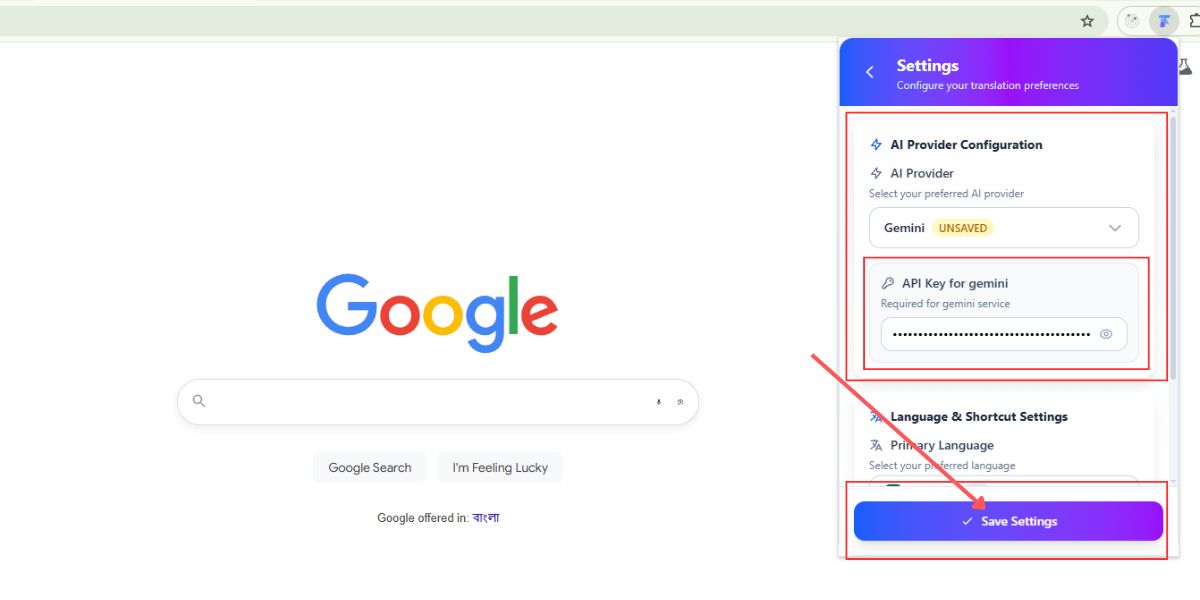 Settings
Configure your translation preferences
AI Provider Configuration
AI Provider
Select your preferred AI provider
Gemini UNSAVED
API Key for gemini
Required for gemini service
••••••••••••••••••••••••••••••••••••••
Language & Shortcut Settings
Primary Language
Select your preferred language
Save Settings
Google
Google Search
I'm Feeling Lucky
Google offered in: বাংলা